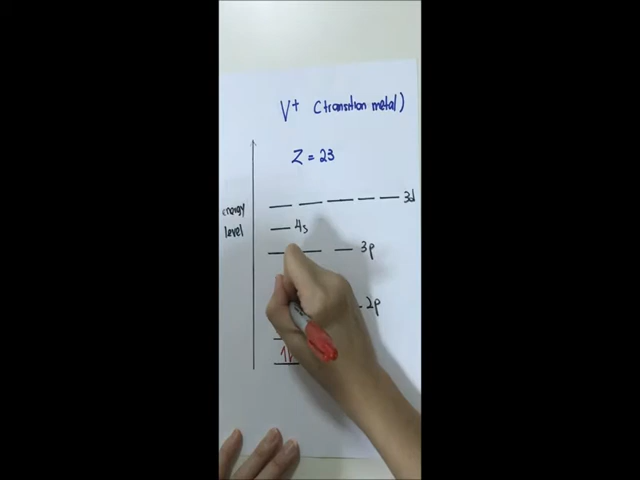 V+ (transition metal)
Z = 23
3d
energy
level
4s
3p
2p